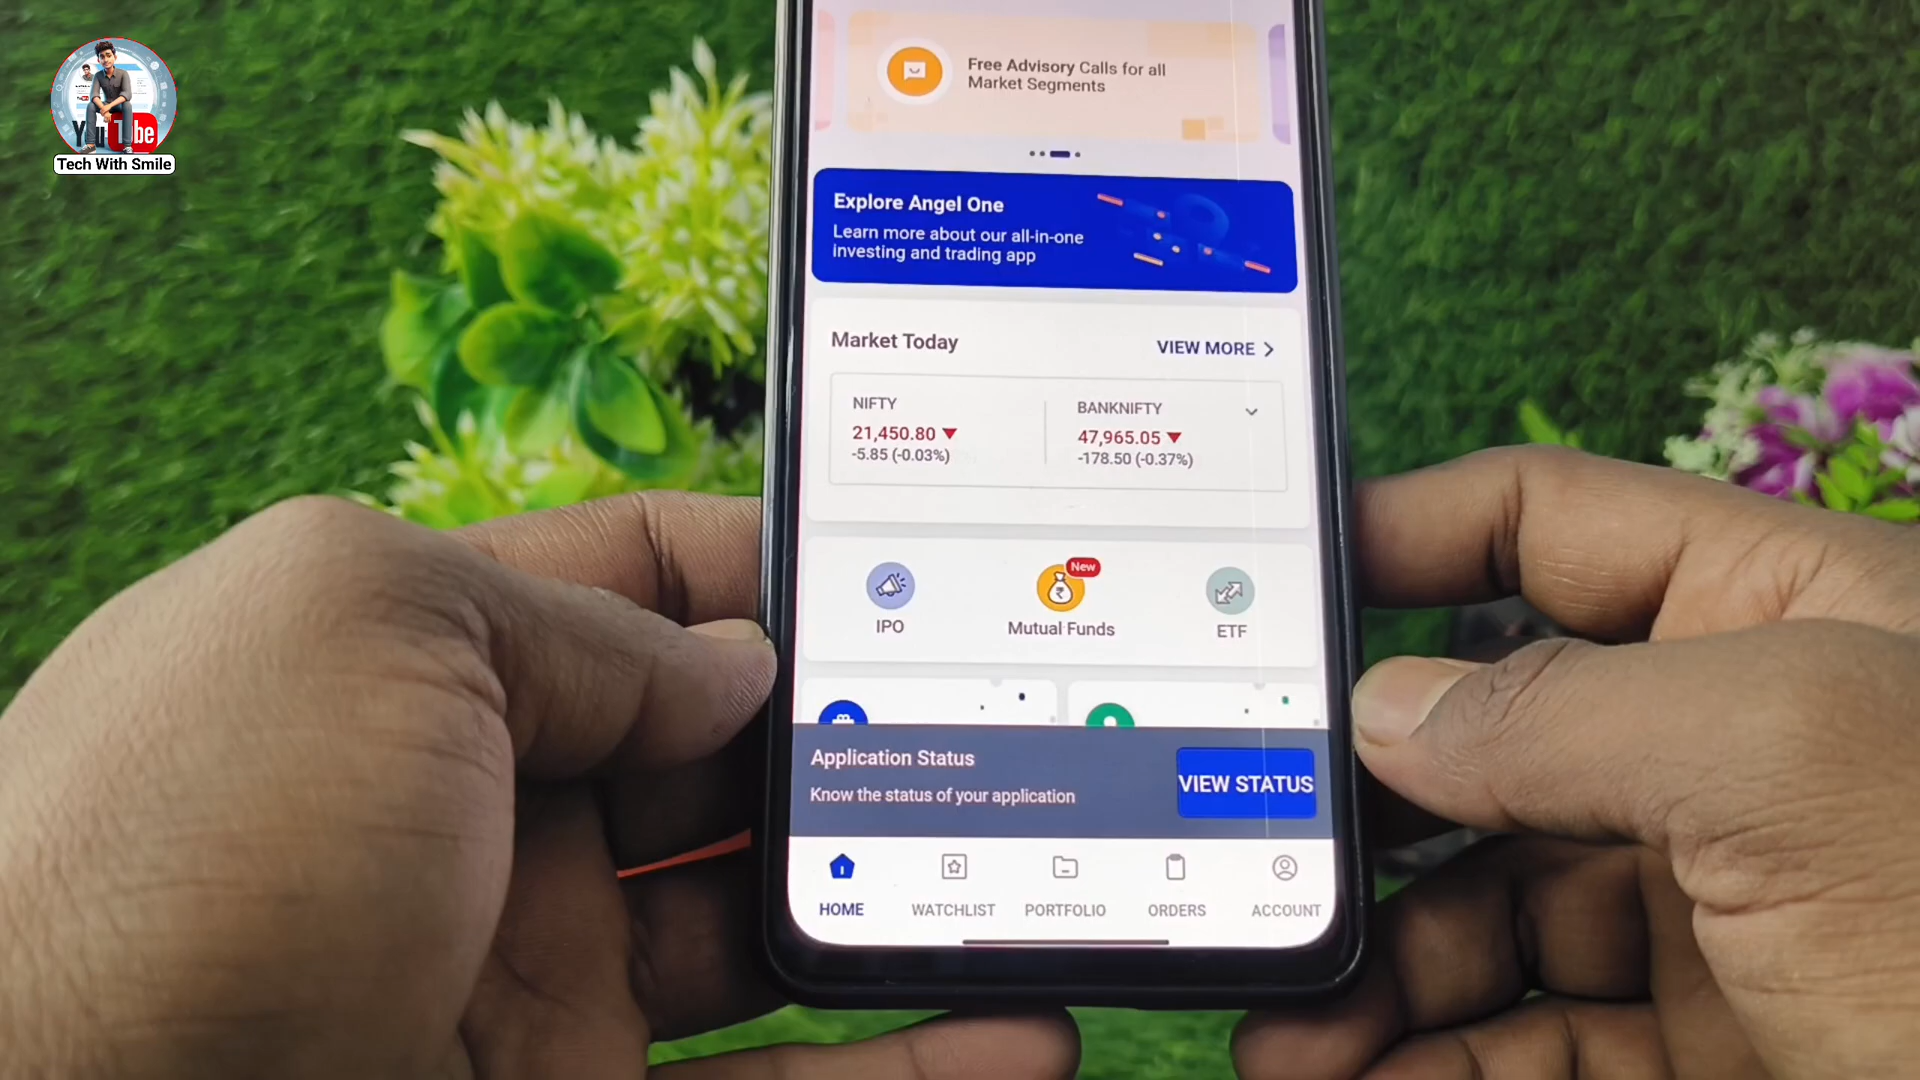 YouTube
Tech With Smile
Free Advisory Calls for all
Market Segments
Explore Angel One
Learn more about our all-in-one
investing and trading app
Market Today
VIEW MORE
NIFTY
21,450.80
-5.85 (-0.03%)
BANKNIFTY
47,965.05
-178.50 (-0.37%)
New
IPO
Mutual Funds
ETF
Application Status
Know the status of your application
VIEW STATUS
HOME
WATCHLIST
PORTFOLIO
ORDERS
ACCOUNT